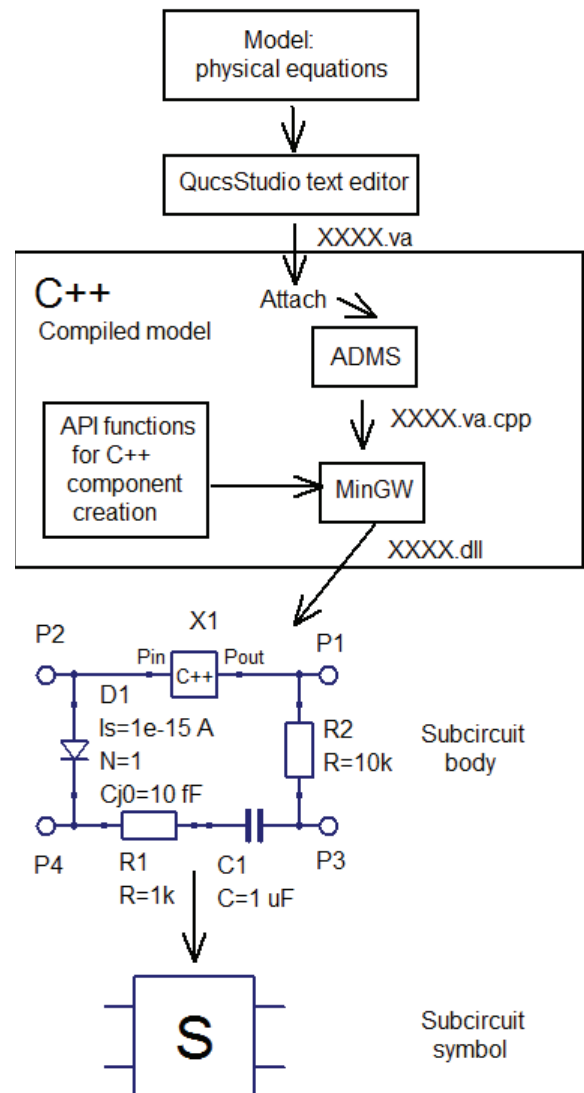 Model:
physical equations
QucsStudio text editor
XXXX.va
C++
Compiled model
Attach
ADMS
XXXX.va.cpp
API functions
for C++
component
creation
MinGW
XXXX.dll
X1
P2
Pin
C++
Pout
P1
D1
Is=1e-15 A
N=1
Cj0=10 fF
R2
R=10k
Subcircuit
body
P4
R1
R=1k
C1
C=1 uF
P3
S
Subcircuit
symbol